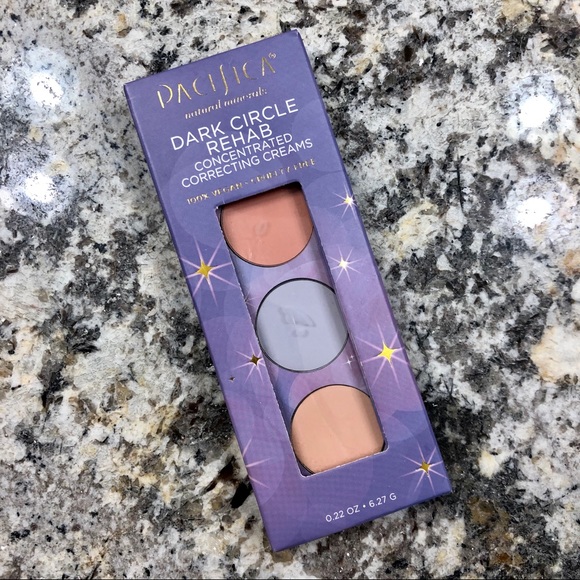 PACIFICA
natural minerals
DARK CIRCLE
REHAB
CONCENTRATED
CORRECTING CREAMS
100% VEGAN • CRUELTY FREE
0.22 OZ • 6.27 G